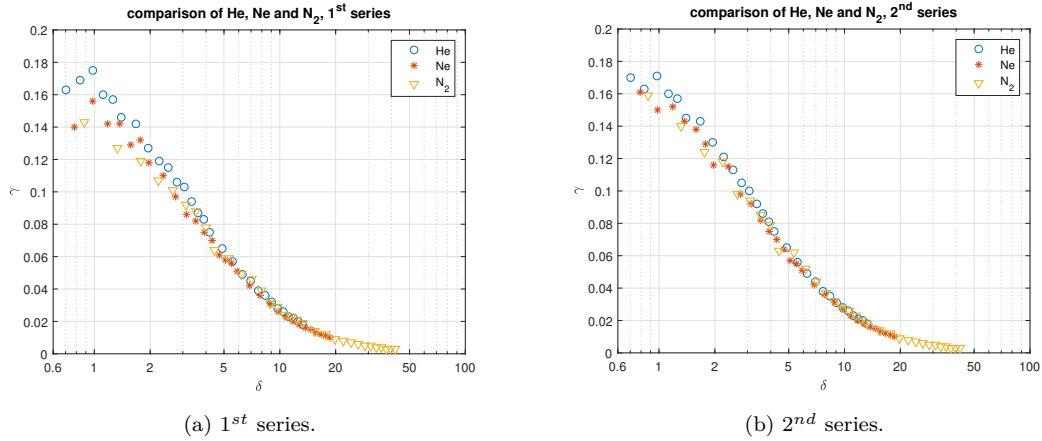 comparison of He, Ne and N2, 1st series
0.2
0.18
0.16
0.14
0.12
0.1
0.08
0.06
0.04
0.02
0
γ
He
Ne
N2
0.6 1 2 5 10 20 50 100
δ
(a) 1st series.
comparison of He, Ne and N2, 2nd series
0.2
0.18
0.16
0.14
0.12
0.1
0.08
0.06
0.04
0.02
0
γ
He
Ne
N2
0.6 1 2 5 10 20 50 100
δ
(b) 2nd series.